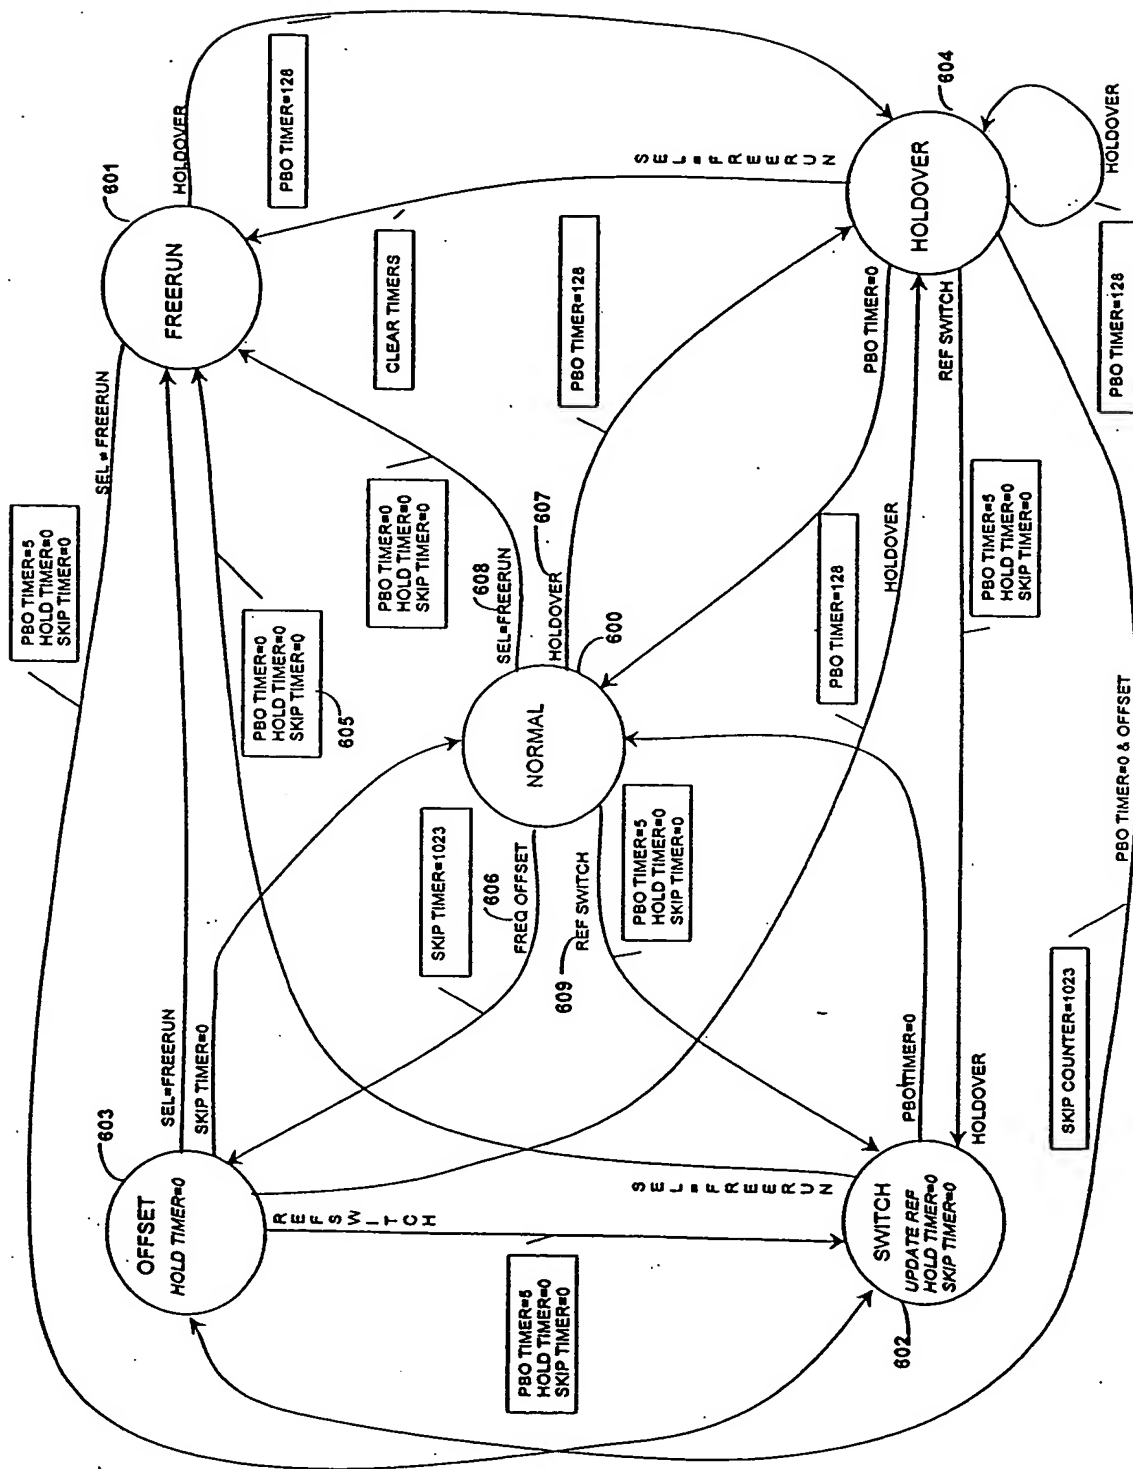 601
FREERUN
HOLDOVER
PBO TIMER=128
SEL ≠ FREERUN
PBO TIMER=5
HOLD TIMER=0
SKIP TIMER=0
CLEAR TIMERS
SEL=FREERUN
604
HOLDOVER
HOLDOVER
PBO TIMER=128
PBO TIMER=128
PBO TIMER=0
REF SWITCH
PBO TIMER=0
HOLD TIMER=0
SKIP TIMER=0
605
PBO TIMER=0
HOLD TIMER=0
SKIP TIMER=0
608
SEL=FREERUN
607
HOLDOVER
600
NORMAL
PBO TIMER=128
HOLDOVER
PBO TIMER=5
HOLD TIMER=0
SKIP TIMER=0
SKIP TIMER=1023
606
FREQ OFFSET
609
REF SWITCH
PBO TIMER=5
HOLD TIMER=0
SKIP TIMER=0
PBO TIMER=0 & OFFSET
SKIP COUNTER=1023
603
OFFSET
HOLD TIMER=0
SEL=FREERUN
SKIP TIMER=0
REF SWITCH
PBO TIMER=5
HOLD TIMER=0
SKIP TIMER=0
SEL=FREERUN
PBO TIMER=0
HOLDOVER
SWITCH
UPDATE REF
HOLD TIMER=0
SKIP TIMER=0
602